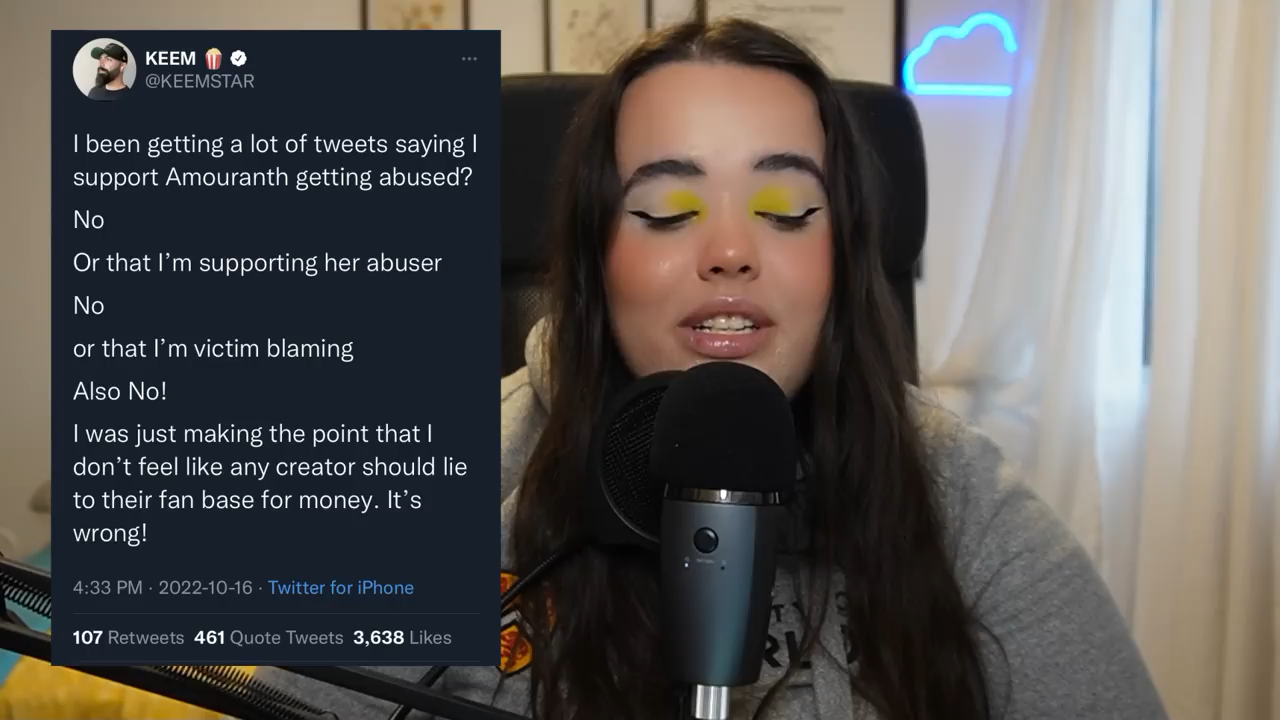 KEEM 🍿
@KEEMSTAR
I been getting a lot of tweets saying I
support Amouranth getting abused?
No
Or that I’m supporting her abuser
No
or that I’m victim blaming
Also No!
I was just making the point that I
don’t feel like any creator should lie
to their fan base for money. It’s
wrong!
4:33 PM · 2022-10-16 · Twitter for iPhone
107 Retweets 461 Quote Tweets 3,638 Likes